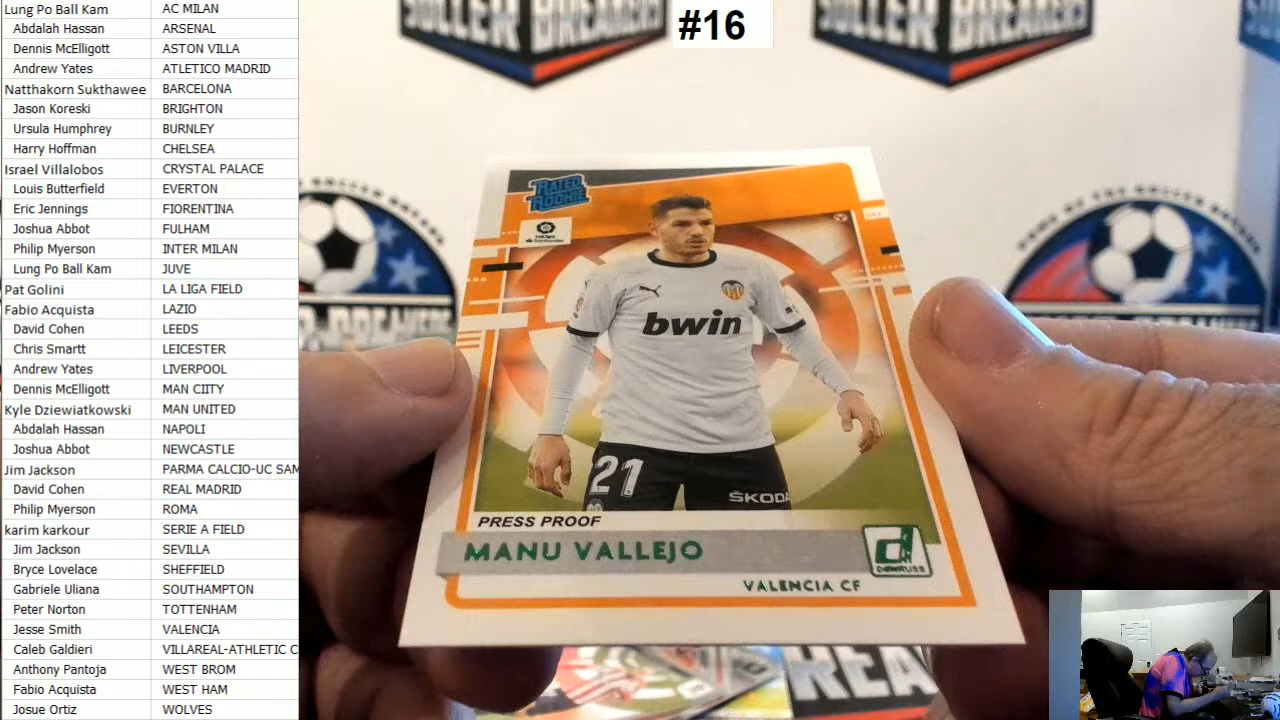 Lung Po Ball Kam AC MILAN
Abdalah Hassan ARSENAL
Dennis McElligott ASTON VILLA
Andrew Yates ATLETICO MADRID
Natthakorn Sukthawee BARCELONA
Jason Koreski BRIGHTON
Ursula Humphrey BURNLEY
Harry Hoffman CHELSEA
Israel Villalobos CRYSTAL PALACE
Louis Butterfield EVERTON
Eric Jennings FIORENTINA
Joshua Abbot FULHAM
Philip Myerson INTER MILAN
Lung Po Ball Kam JUVE
Pat Golini LA LIGA FIELD
Fabio Acquista LAZIO
David Cohen LEEDS
Chris Smartt LEICESTER
Andrew Yates LIVERPOOL
Dennis McElligott MAN CIITY
Kyle Dziewiatkowski MAN UNITED
Abdalah Hassan NAPOLI
Joshua Abbot NEWCASTLE
Jim Jackson PARMA CALCIO-UC SAM
David Cohen REAL MADRID
Philip Myerson ROMA
karim karkour SERIE A FIELD
Jim Jackson SEVILLA
Bryce Lovelace SHEFFIELD
Gabriele Uliana SOUTHAMPTON
Peter Norton TOTTENHAM
Jesse Smith VALENCIA
Caleb Galdieri VILLAREAL-ATHLETIC C
Anthony Pantoja WEST BROM
Fabio Acquista WEST HAM
Josue Ortiz WOLVES
#16
SOCCER BREAKERS
BREAKERS
RATED
ROOKIE
LaLiga
Santander
bwin
21
ŠKODA
PRESS PROOF
MANU VALLEJO
DONRUSS
VALENCIA CF
BREA